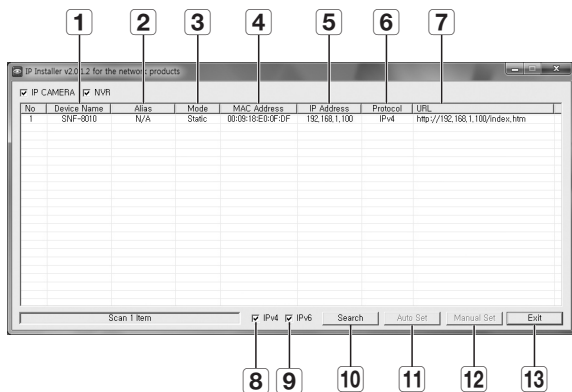 1 2 3 4 5 6 7
IP Installer v2.0.1.2 for the network products
IP CAMERA NVR
No Device Name Alias Mode MAC Address IP Address Protocol URL
1 SNF-8010 N/A Static 00:09:18:E0:0F:DF 192,168,1,100 IPv4 http://192,168,1,100/index,htm
Scan 1 Item IPv4 IPv6 Search Auto Set Manual Set Exit
8 9 10 11 12 13